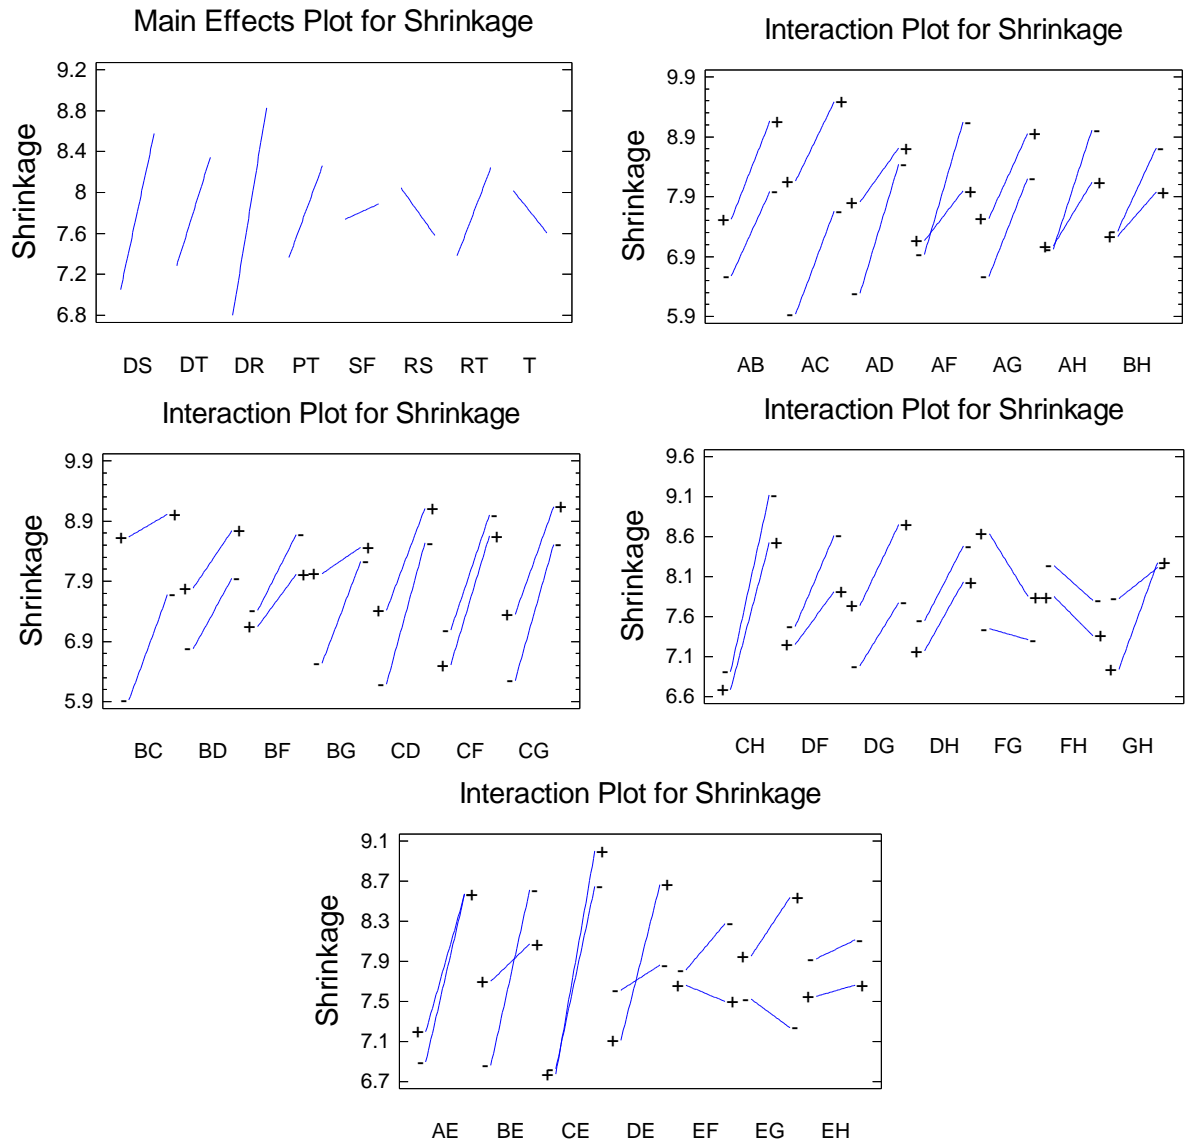 Main Effects Plot for Shrinkage
Shrinkage
9.2
8.8
8.4
8
7.6
7.2
6.8
DS DT DR PT SF RS RT T
Interaction Plot for Shrinkage
Shrinkage
9.9
8.9
7.9
6.9
5.9
AB AC AD AF AG AH BH
Interaction Plot for Shrinkage
Shrinkage
9.9
8.9
7.9
6.9
5.9
BC BD BF BG CD CF CG
Interaction Plot for Shrinkage
Shrinkage
9.6
9.1
8.6
8.1
7.6
7.1
6.6
CH DF DG DH FG FH GH
Interaction Plot for Shrinkage
Shrinkage
9.1
8.7
8.3
7.9
7.5
7.1
6.7
AE BE CE DE EF EG EH